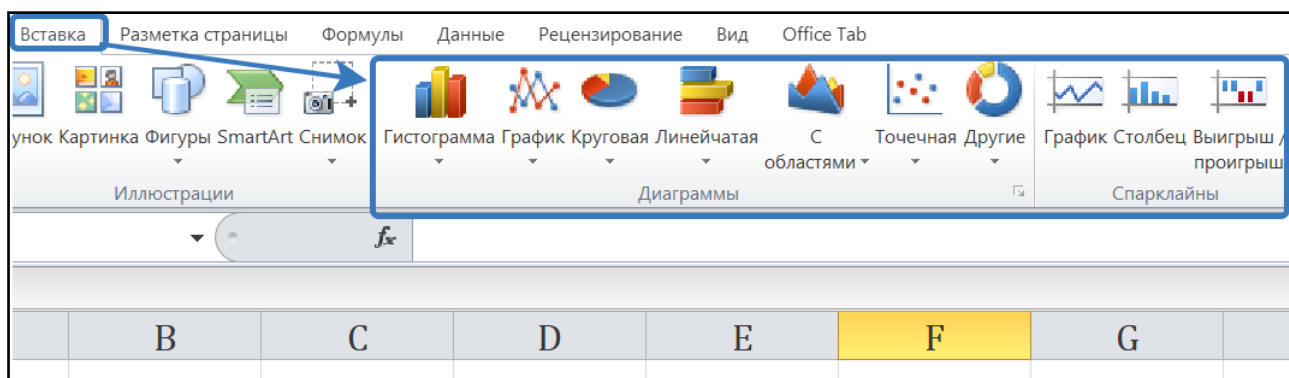 Вставка Разметка страницы Формулы Данные Рецензирование Вид Office Tab
унок Картинка Фигуры SmartArt Снимок Гистограмма График Круговая Линейчатая С Точечная Другие График Столбец Выигрыш /
областями проигрыш
Иллюстрации Диаграммы Спарклайны
fx
B C D E F G